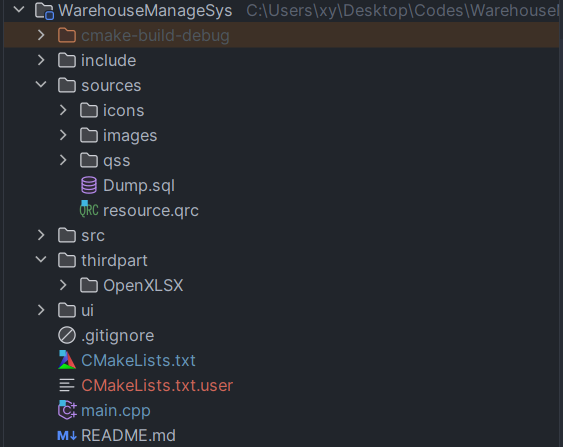 WarehouseManageSys C:\Users\xy\Desktop\Codes\Warehousel
cmake-build-debug
include
sources
icons
images
qss
Dump.sql
QRC resource.qrc
src
thirdpart
OpenXLSX
ui
.gitignore
CMakeLists.txt
CMakeLists.txt.user
C++ main.cpp
M↓ README.md